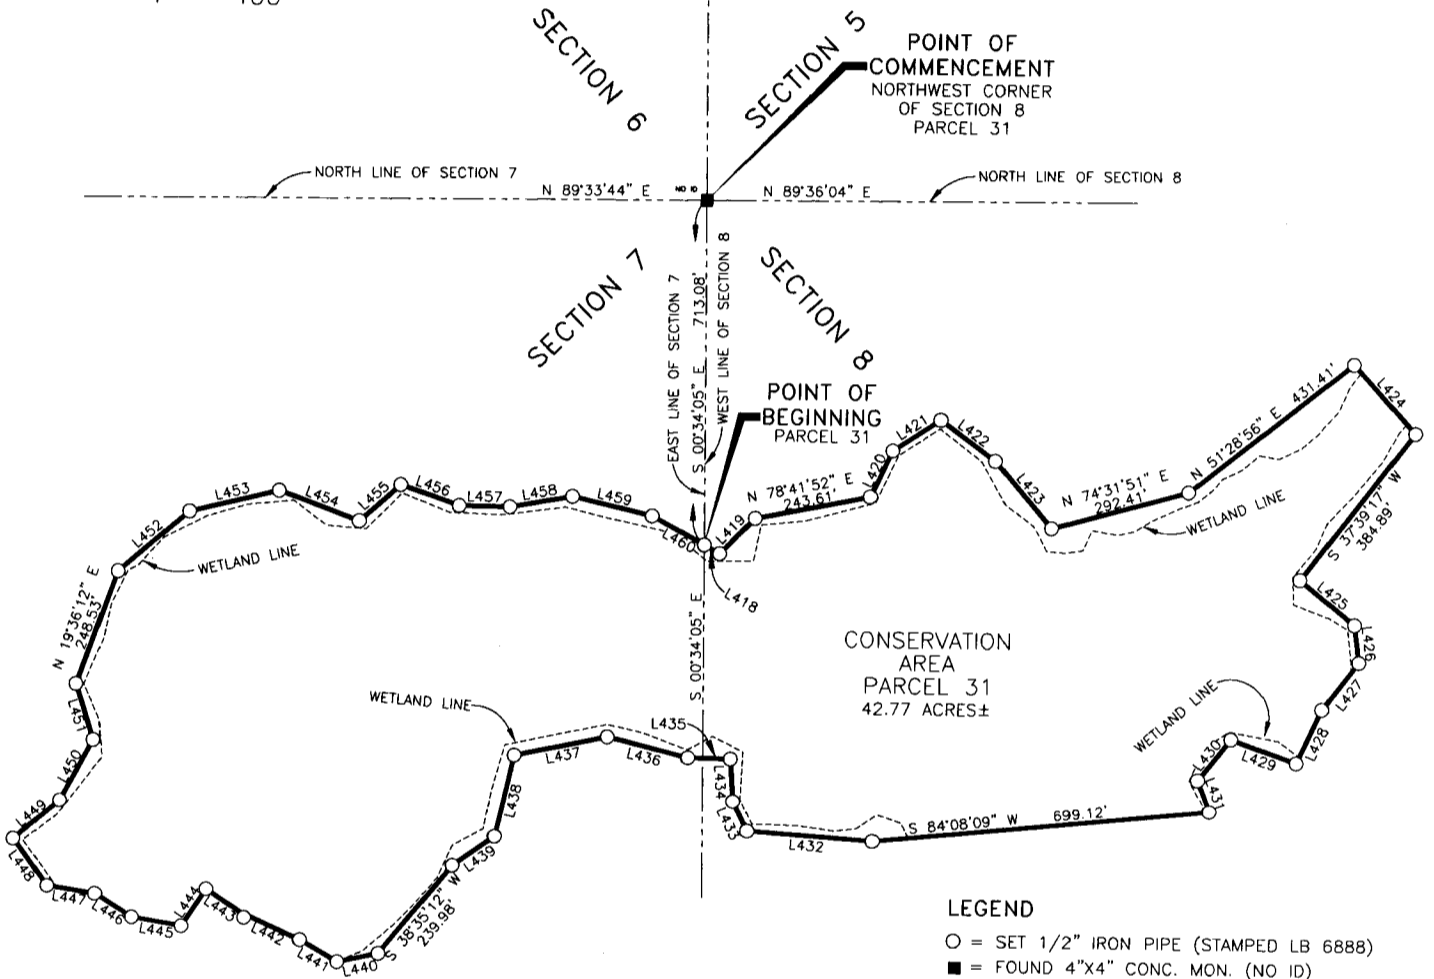 SECTION 6
SECTION 5
POINT OF
COMMENCEMENT
NORTHWEST CORNER
OF SECTION 8
PARCEL 31
NORTH LINE OF SECTION 7
N 89°33'44" E
N 89°36'04" E
NORTH LINE OF SECTION 8
SECTION 7
SECTION 8
EAST LINE OF SECTION 7
S 00°34'05" E 713.08'
WEST LINE OF SECTION 8
POINT OF
BEGINNING
PARCEL 31
L418
L419
N 78°41'52" E
243.61'
L420
L421
L422
L423
N 74°31'51" E
292.41'
N 51°28'56" E 431.41'
L424
WETLAND LINE
S 37°39'17" W
384.89'
L425
L426
L427
L428
L429
L430
L431
WETLAND LINE
S 84°08'09" W 699.12'
L432
L433
L434
L435
L436
L437
L438
L439
WETLAND LINE
S 38°35'12" W
239.98'
L440
L441
L442
L443
L444
L445
L446
L447
L448
L449
L450
L451
N 19°36'12" E
248.53'
L452
WETLAND LINE
L453
L454
L455
L456
L457
L458
L459
L460
S 00°34'05" E
CONSERVATION
AREA
PARCEL 31
42.77 ACRES±
LEGEND
O = SET 1/2" IRON PIPE (STAMPED LB 6888)
■ = FOUND 4"X4" CONC. MON. (NO ID)